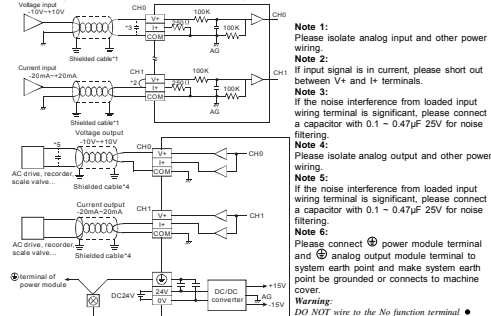 Voltage input
-10V~+10V
CH0
CH0
V+
100K
*3
I+
250Ω
100K
COM
AG
Shielded cable*1
Current input
-20mA~+20mA
CH1
CH1
V+
100K
*2
I+
250Ω
100K
COM
AG
Shielded cable*1
Voltage output
-10V~+10V
*5
CH0
V+
CH0
I+
COM
AC drive, recorder,
scale valve...
Shielded cable*4
Current output
-20mA~20mA
CH1
V+
CH1
I+
COM
AC drive, recorder,
scale valve...
Shielded cable*4
terminal of
power module
DC24V
24V
0V
DC/DC
converter
+15V
AG
-15V
Note 1:
Please isolate analog input and other power
wiring.
Note 2:
If input signal is in current, please short out
between V+ and I+ terminals.
Note 3:
If the noise interference from loaded input
wiring terminal is significant, please connect
a capacitor with 0.1 ~ 0.47μF 25V for noise
filtering.
Note 4:
Please isolate analog output and other power
wiring.
Note 5:
If the noise interference from loaded input
wiring terminal is significant, please connect
a capacitor with 0.1 ~ 0.47μF 25V for noise
filtering.
Note 6:
Please connect ⏚ power module terminal
and ⏚ analog output module terminal to
system earth point and make system earth
point be grounded or connects to machine
cover.
Warning:
DO NOT wire to the No function terminal ●